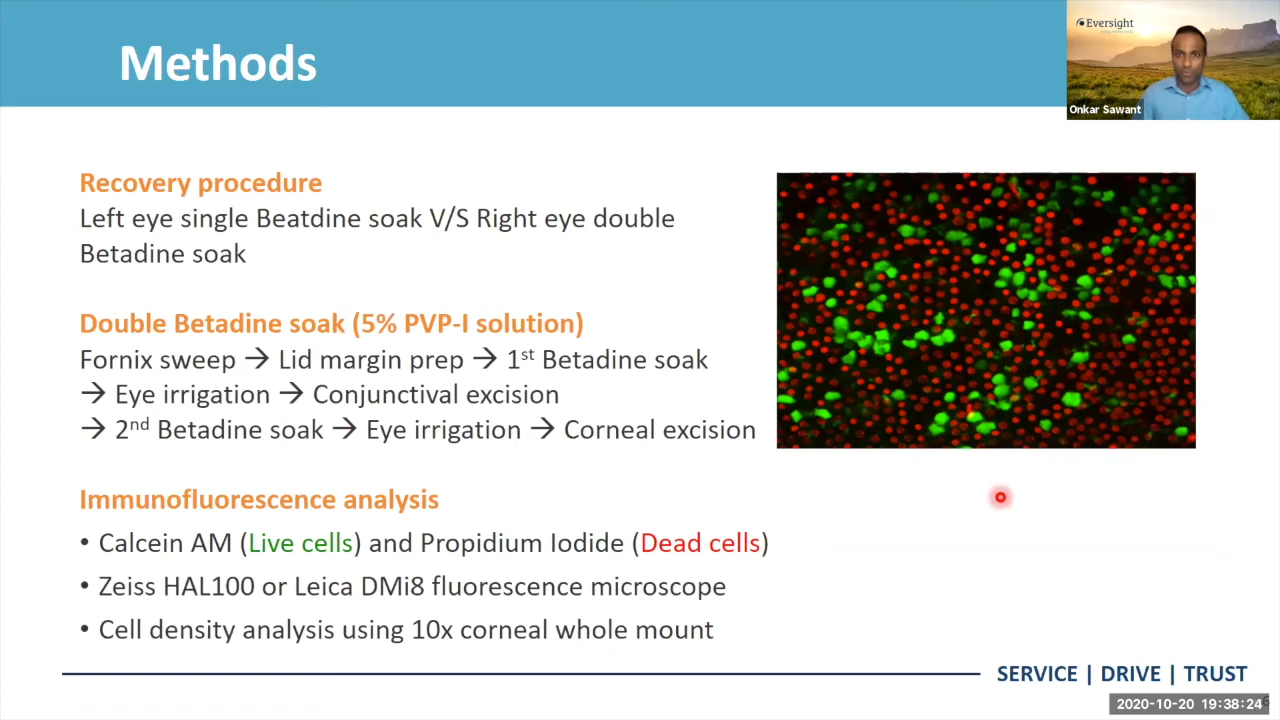 Methods
Eversight
Onkar Sawant
Recovery procedure
Left eye single Beatdine soak V/S Right eye double
Betadine soak
Double Betadine soak (5% PVP-I solution)
Fornix sweep → Lid margin prep → 1st Betadine soak
→ Eye irrigation → Conjunctival excision
→ 2nd Betadine soak → Eye irrigation → Corneal excision
Immunofluorescence analysis
• Calcein AM (Live cells) and Propidium Iodide (Dead cells)
• Zeiss HAL100 or Leica DMi8 fluorescence microscope
• Cell density analysis using 10x corneal whole mount
SERVICE | DRIVE | TRUST
2020-10-20 19:38:24
6